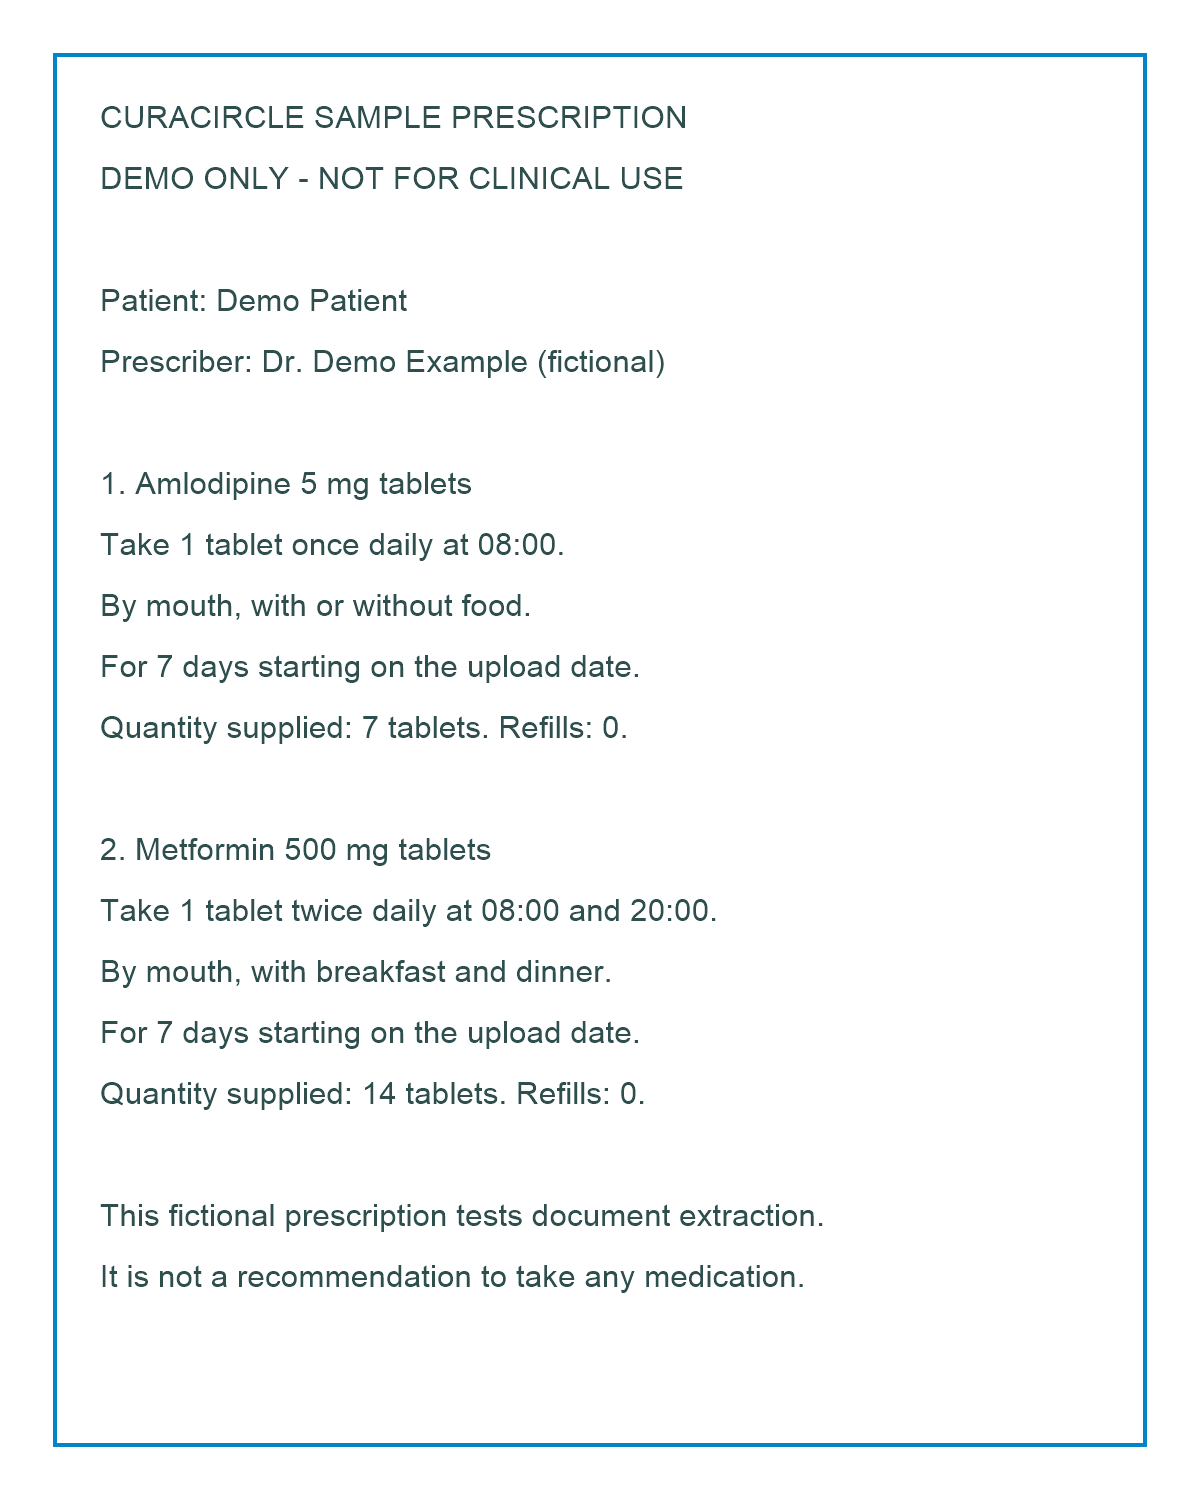 CURACIRCLE SAMPLE PRESCRIPTION
DEMO ONLY - NOT FOR CLINICAL USE
Patient: Demo Patient
Prescriber: Dr. Demo Example (fictional)
1. Amlodipine 5 mg tablets
Take 1 tablet once daily at 08:00.
By mouth, with or without food.
For 7 days starting on the upload date.
Quantity supplied: 7 tablets. Refills: 0.
2. Metformin 500 mg tablets
Take 1 tablet twice daily at 08:00 and 20:00.
By mouth, with breakfast and dinner.
For 7 days starting on the upload date.
Quantity supplied: 14 tablets. Refills: 0.
This fictional prescription tests document extraction.
It is not a recommendation to take any medication.